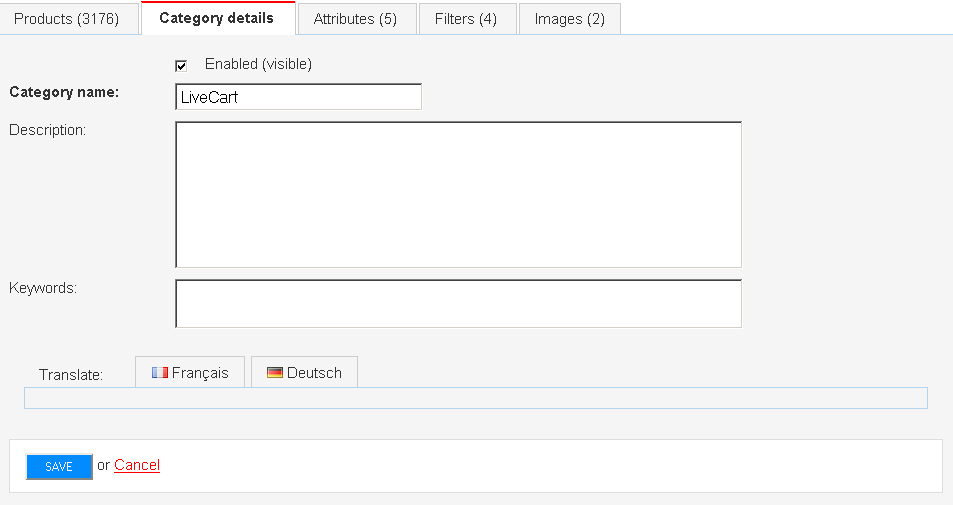 Products (3176) Category details Attributes (5) Filters (4) Images (2)
Enabled (visible)
Category name: LiveCart
Description:
Keywords:
Translate: Français Deutsch
SAVE or Cancel